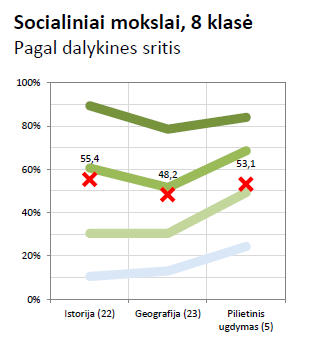 Socialiniai mokslai, 8 klasė
Pagal dalykines sritis
100%
80%
60%
40%
20%
0%
55,4
48,2
53,1
Istorija (22)
Geografija (23)
Pilietinis
ugdymas (5)